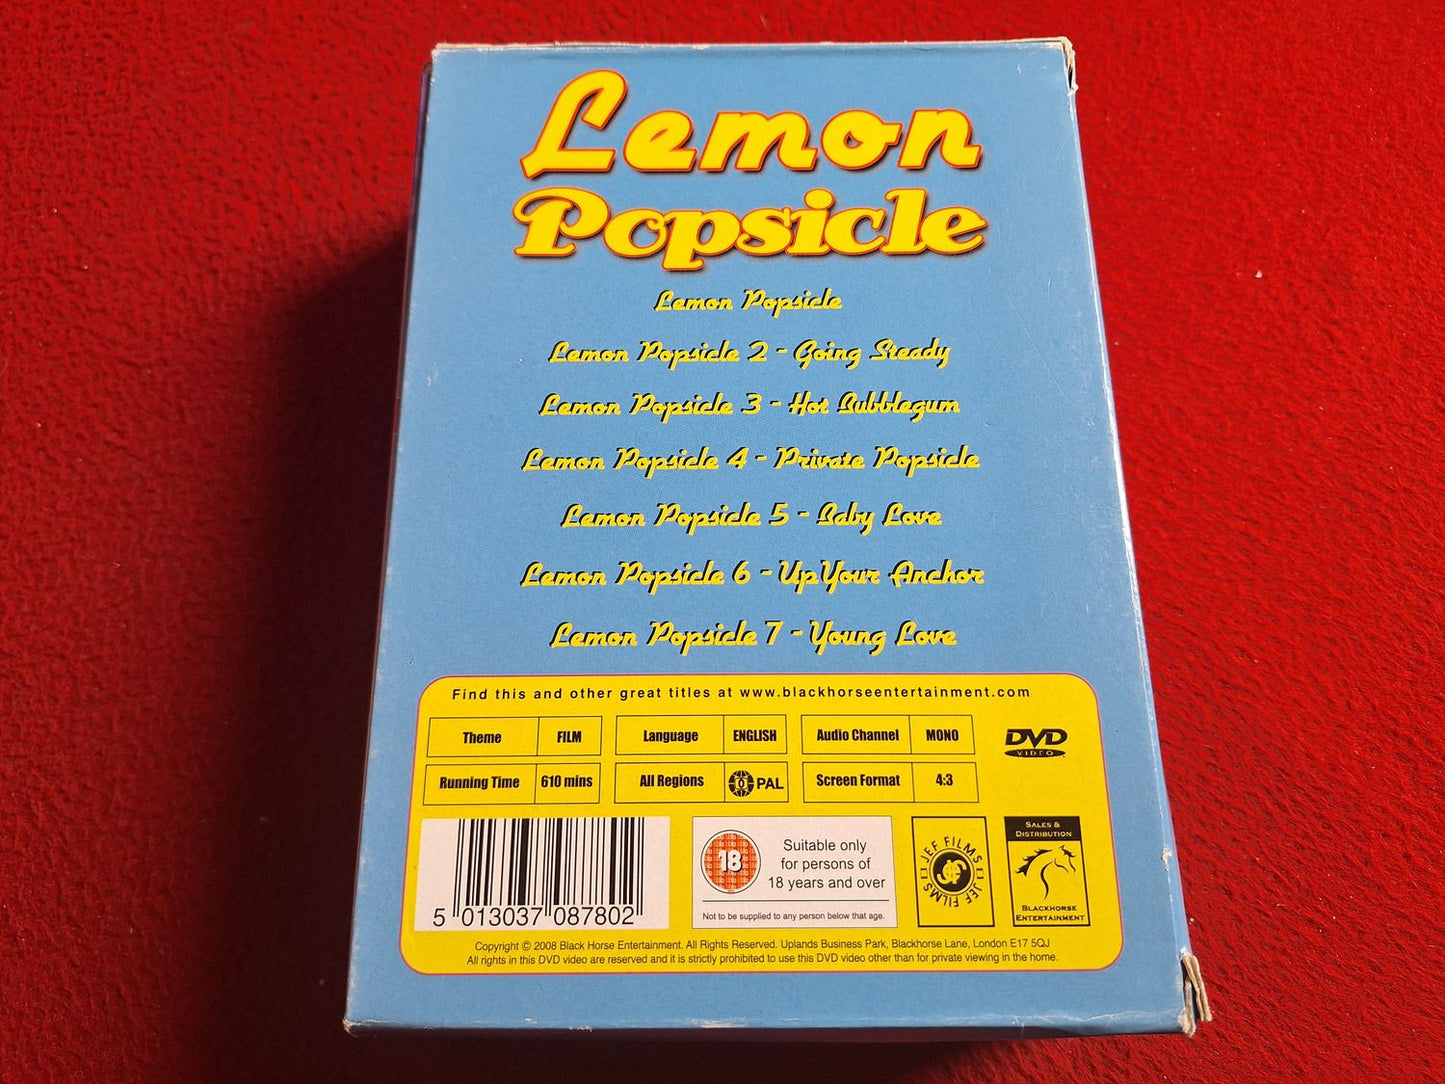 Lemon
Popsicle
Lemon Popsicle
Lemon Popsicle 2 - Going Steady
Lemon Popsicle 3 - Hot Bubblegum
Lemon Popsicle 4 - Private Popsicle
Lemon Popsicle 5 - Baby Love
Lemon Popsicle 6 - Up Your Anchor
Lemon Popsicle 7 - Young Love
Find this and other great titles at www.blackhorseentertainment.com
Theme FILM Language ENGLISH Audio Channel MONO DVD
VIDEO
Running Time 610 mins All Regions 0 PAL Screen Format 4:3
18
Suitable only
for persons of
18 years and over
Not to be supplied to any person below that age.
JEF FILMS
JEF FILMS
SALES &
DISTRIBUTION
BLACKHORSE
ENTERTAINMENT
5 013037 087802
Copyright © 2008 Black Horse Entertainment. All Rights Reserved. Uplands Business Park, Blackhorse Lane, London E17 5QJ
All rights in this DVD video are reserved and it is strictly prohibited to use this DVD video other than for private viewing in the home.